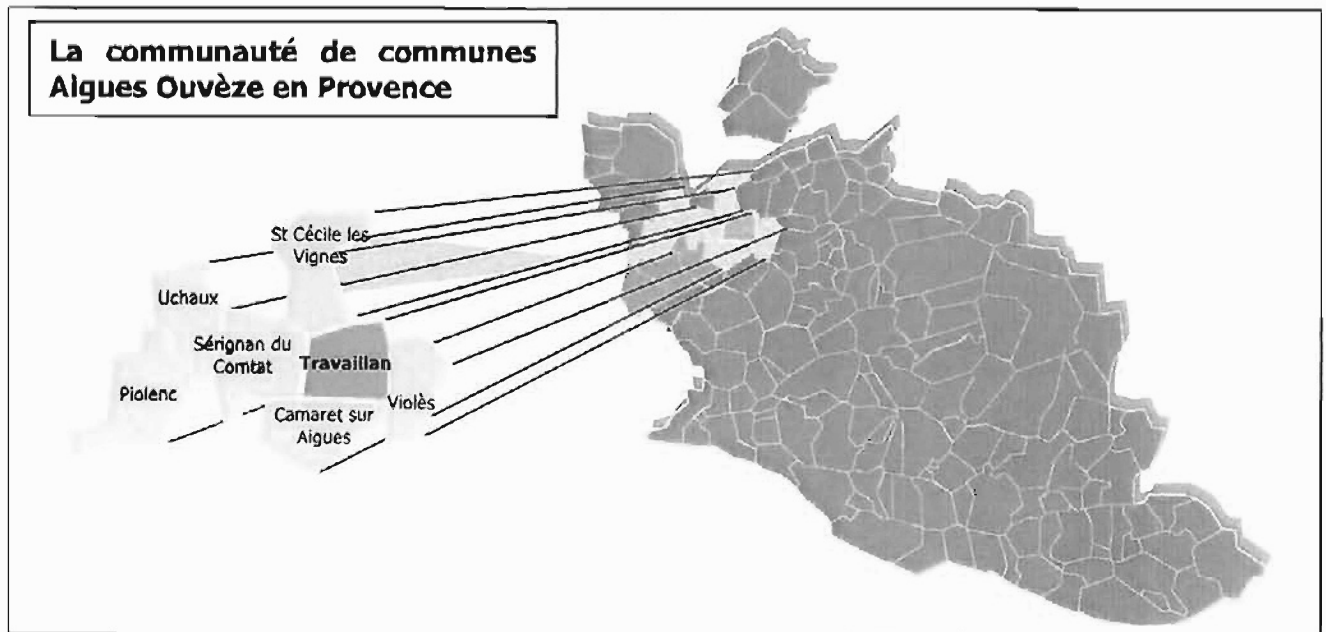 La communauté de communes
Aigues Ouvèze en Provence
St Cécile les
Vignes
Uchaux
Sérignan du
Comtat
Travaillan
Piolenc
Violès
Camaret sur
Aigues